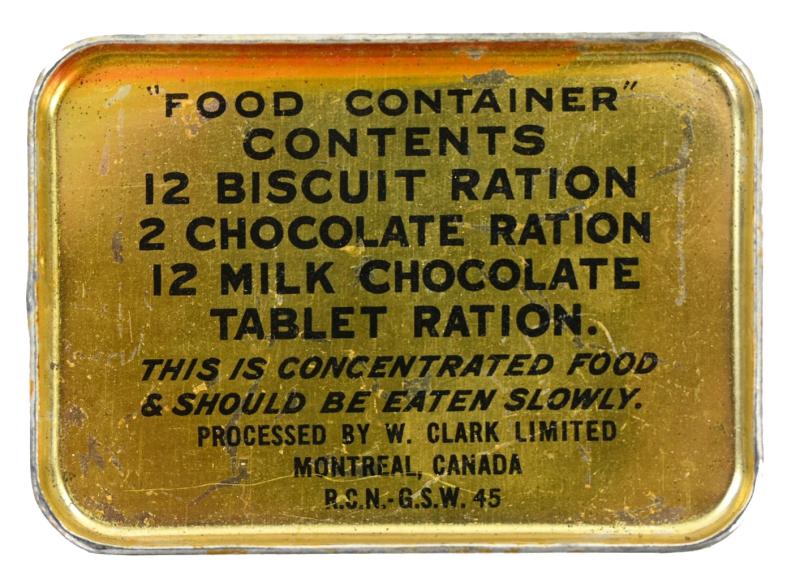 "FOOD CONTAINER"
CONTENTS
12 BISCUIT RATION
2 CHOCOLATE RATION
12 MILK CHOCOLATE
TABLET RATION.
THIS IS CONCENTRATED FOOD
& SHOULD BE EATEN SLOWLY.
PROCESSED BY W. CLARK LIMITED
MONTREAL, CANADA
R.C.N.-G.S.W. 45